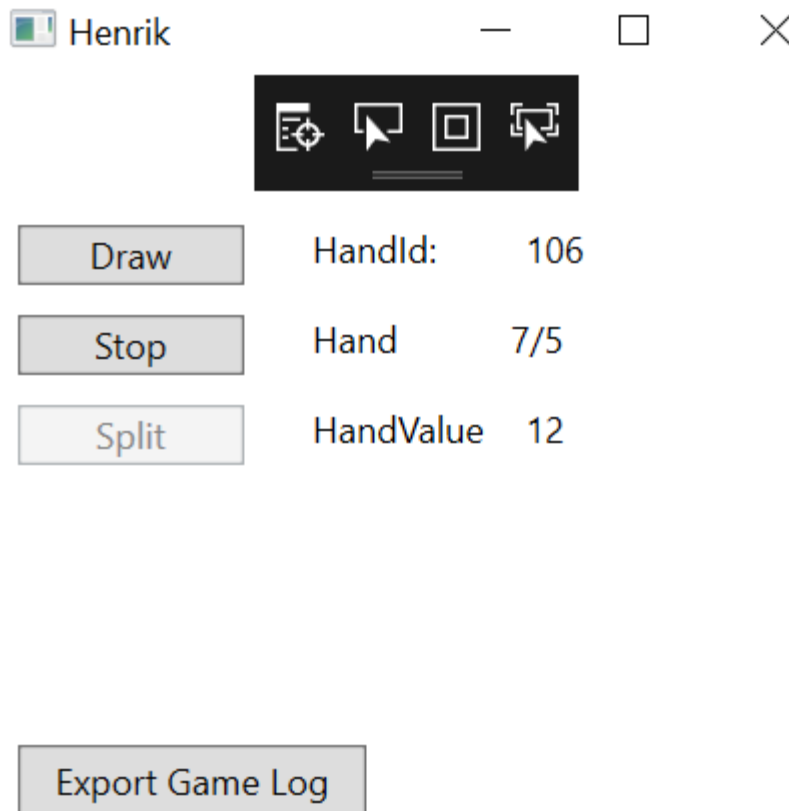 Henrik
Draw HandId: 106
Stop Hand 7/5
Split HandValue 12
Export Game Log